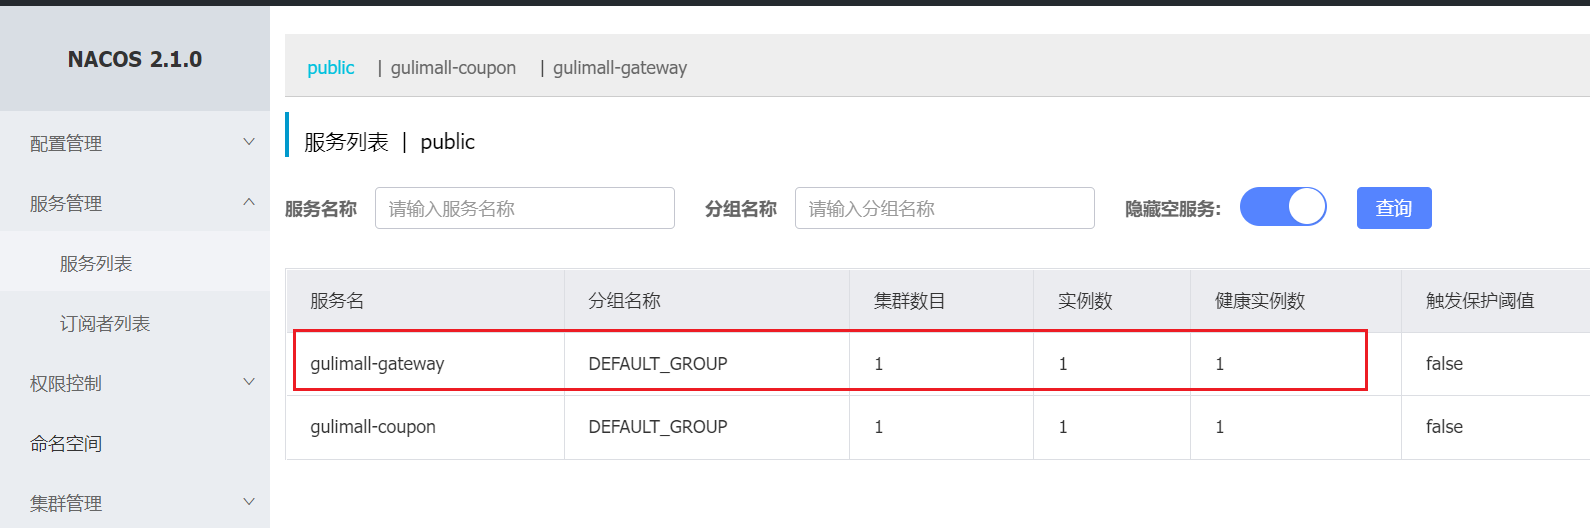 NACOS 2.1.0
配置管理
服务管理
服务列表
订阅者列表
权限控制
命名空间
集群管理
public | gulimall-coupon | gulimall-gateway
服务列表 | public
服务名称 请输入服务名称 分组名称 请输入分组名称 隐藏空服务: 查询
服务名 分组名称 集群数目 实例数 健康实例数 触发保护阈值
gulimall-gateway DEFAULT_GROUP 1 1 1 false
gulimall-coupon DEFAULT_GROUP 1 1 1 false